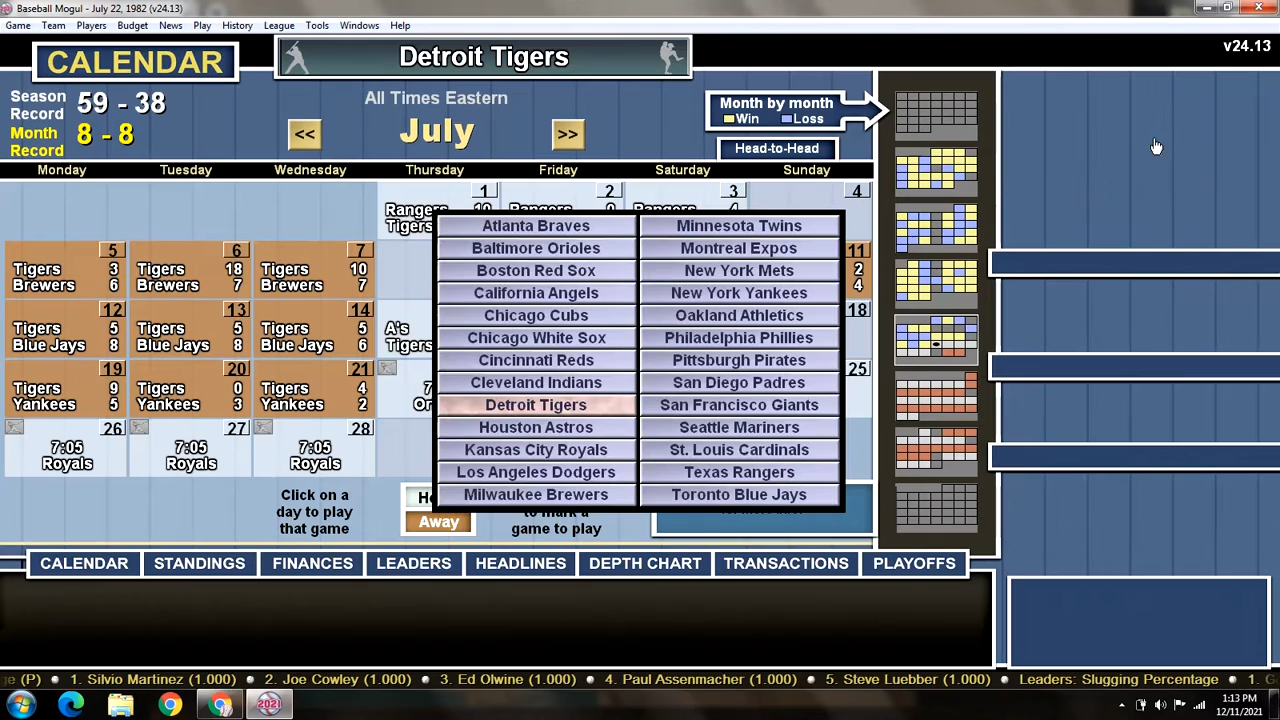 Baseball Mogul - July 22, 1982 (v24.13)
Game Team Players Budget News Play History League Tools Windows Help
CALENDAR
Detroit Tigers
v24.13
Season Record 59 - 38
Month Record 8 - 8
All Times Eastern
<< July >>
Month by month
Win Loss
Head-to-Head
Monday Tuesday Wednesday Thursday Friday Saturday Sunday
1 2 3 4
Rangers
Tigers
5 6 7 11
Tigers 3 Tigers 18 Tigers 10 2
Brewers 6 Brewers 7 Brewers 7 4
12 13 14 18
Tigers 5 Tigers 5 Tigers 5 A's
Blue Jays 8 Blue Jays 8 Blue Jays 6 Tigers
19 20 21 25
Tigers 9 Tigers 0 Tigers 4
Yankees 5 Yankees 3 Yankees 2
26 27 28
7:05 7:05 7:05
Royals Royals Royals
Atlanta Braves Minnesota Twins
Baltimore Orioles Montreal Expos
Boston Red Sox New York Mets
California Angels New York Yankees
Chicago Cubs Oakland Athletics
Chicago White Sox Philadelphia Phillies
Cincinnati Reds Pittsburgh Pirates
Cleveland Indians San Diego Padres
Detroit Tigers San Francisco Giants
Houston Astros Seattle Mariners
Kansas City Royals St. Louis Cardinals
Los Angeles Dodgers Texas Rangers
Milwaukee Brewers Toronto Blue Jays
Click on a
day to play
that game
Away
to mark a
game to play
CALENDAR STANDINGS FINANCES LEADERS HEADLINES DEPTH CHART TRANSACTIONS PLAYOFFS
(P) • 1. Silvio Martinez (1.000) • 2. Joe Cowley (1.000) • 3. Ed Olwine (1.000) • 4. Paul Assenmacher (1.000) • 5. Steve Luebber (1.000) • Leaders: Slugging Percentage • 1.
2021
1:13 PM
12/11/2021